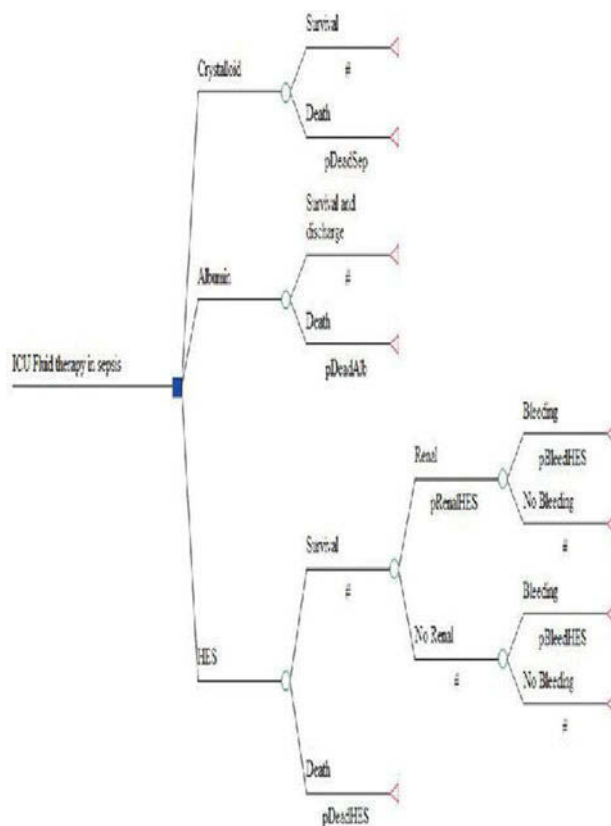 Survival
#
Crystalloid
Death
pDeadSep
Survival and
discharge
#
Albumin
Death
pDeadAlb
ICU Fluid therapy in sepsis
Bleeding
pBleedHES
Renal
pRenalHES
No Bleeding
#
Survival
#
Bleeding
pBleedHES
No Renal
#
No Bleeding
#
HES
Death
pDeadHES